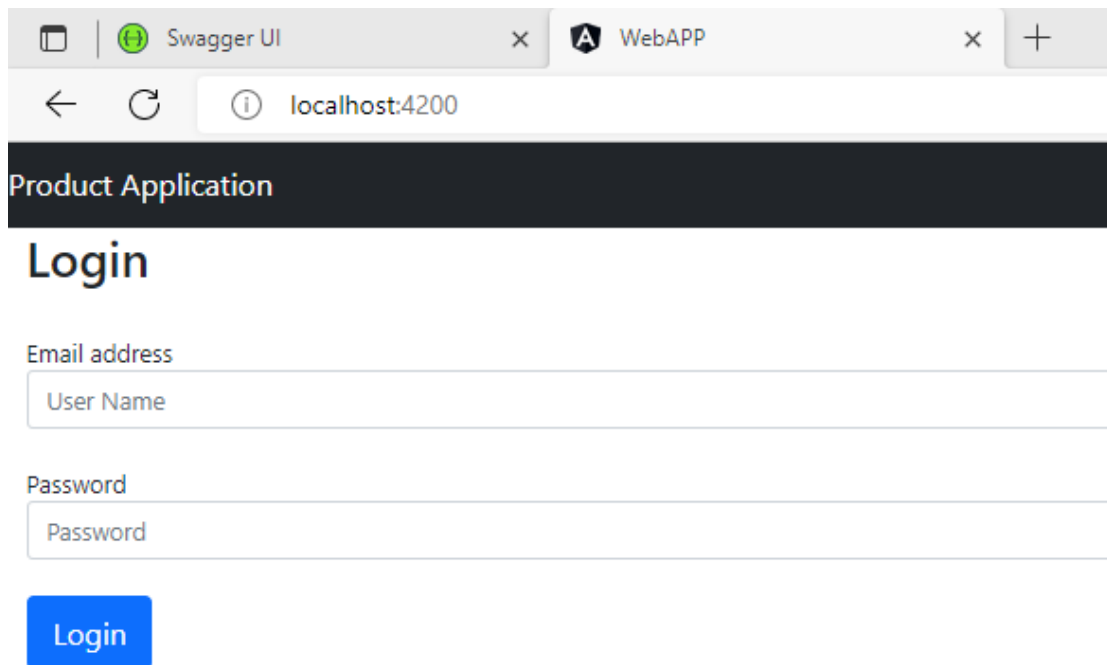 Swagger UI
WebAPP
localhost:4200
Product Application
Login
Email address
User Name
Password
Password
Login